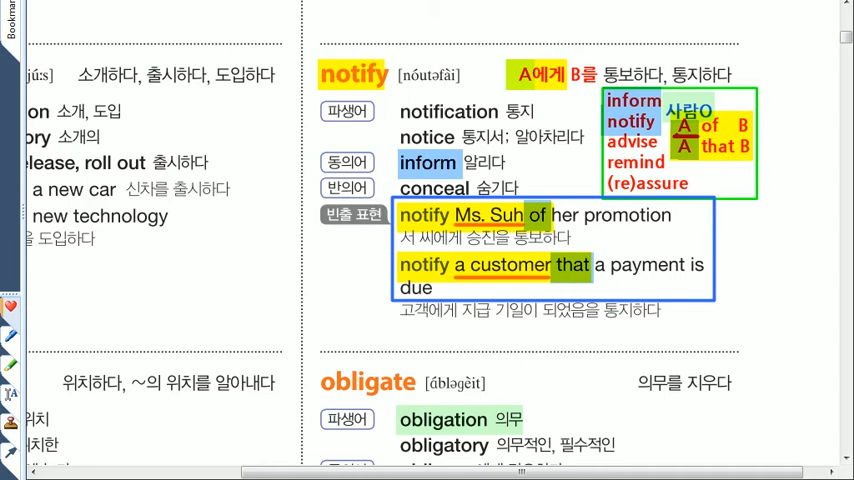 Bookmar
jú:s] 소개하다, 출시하다, 도입하다
on 소개, 도입
ory 소개의
elease, roll out 출시하다
a new car 신차를 출시하다
new technology
을 도입하다
위치하다, ~의 위치를 알아내다
위치
치한
notify [nóutəfài] A에게 B를 통보하다, 통지하다
파생어 notification 통지
notice 통지서; 알아차리다
동의어 inform 알리다
반의어 conceal 숨기다
빈출 표현 notify Ms. Suh of her promotion
서 씨에게 승진을 통보하다
notify a customer that a payment is
due
고객에게 지급 기일이 되었음을 통지하다
inform 사람O
notify A of B
advise A that B
remind
(re)assure
obligate [ábləgèit] 의무를 지우다
파생어 obligation 의무
obligatory 의무적인, 필수적인